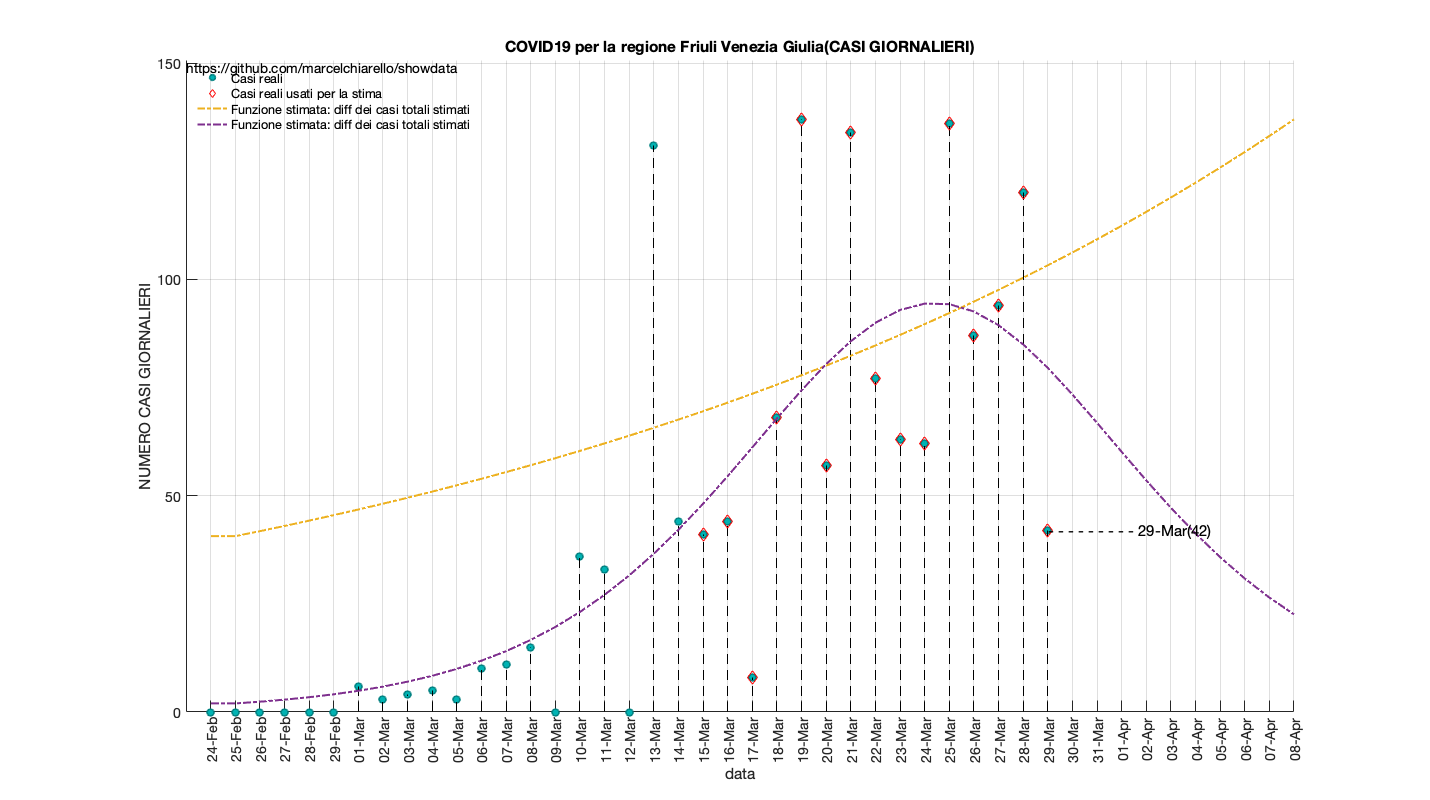 COVID19 per la regione Friuli Venezia Giulia(CASI GIORNALIERI)
https://github.com/marcelchiarello/showdata
Casi reali
Casi reali usati per la stima
Funzione stimata: diff dei casi totali stimati
Funzione stimata: diff dei casi totali stimati
150
100
50
0
NUMERO CASI GIORNALIERI
29-Mar(42)
24-Feb
25-Feb
26-Feb
27-Feb
28-Feb
29-Feb
01-Mar
02-Mar
03-Mar
04-Mar
05-Mar
06-Mar
07-Mar
08-Mar
09-Mar
10-Mar
11-Mar
12-Mar
13-Mar
14-Mar
15-Mar
16-Mar
17-Mar
18-Mar
19-Mar
20-Mar
21-Mar
22-Mar
23-Mar
24-Mar
25-Mar
26-Mar
27-Mar
28-Mar
29-Mar
30-Mar
31-Mar
01-Apr
02-Apr
03-Apr
04-Apr
05-Apr
06-Apr
07-Apr
08-Apr
data